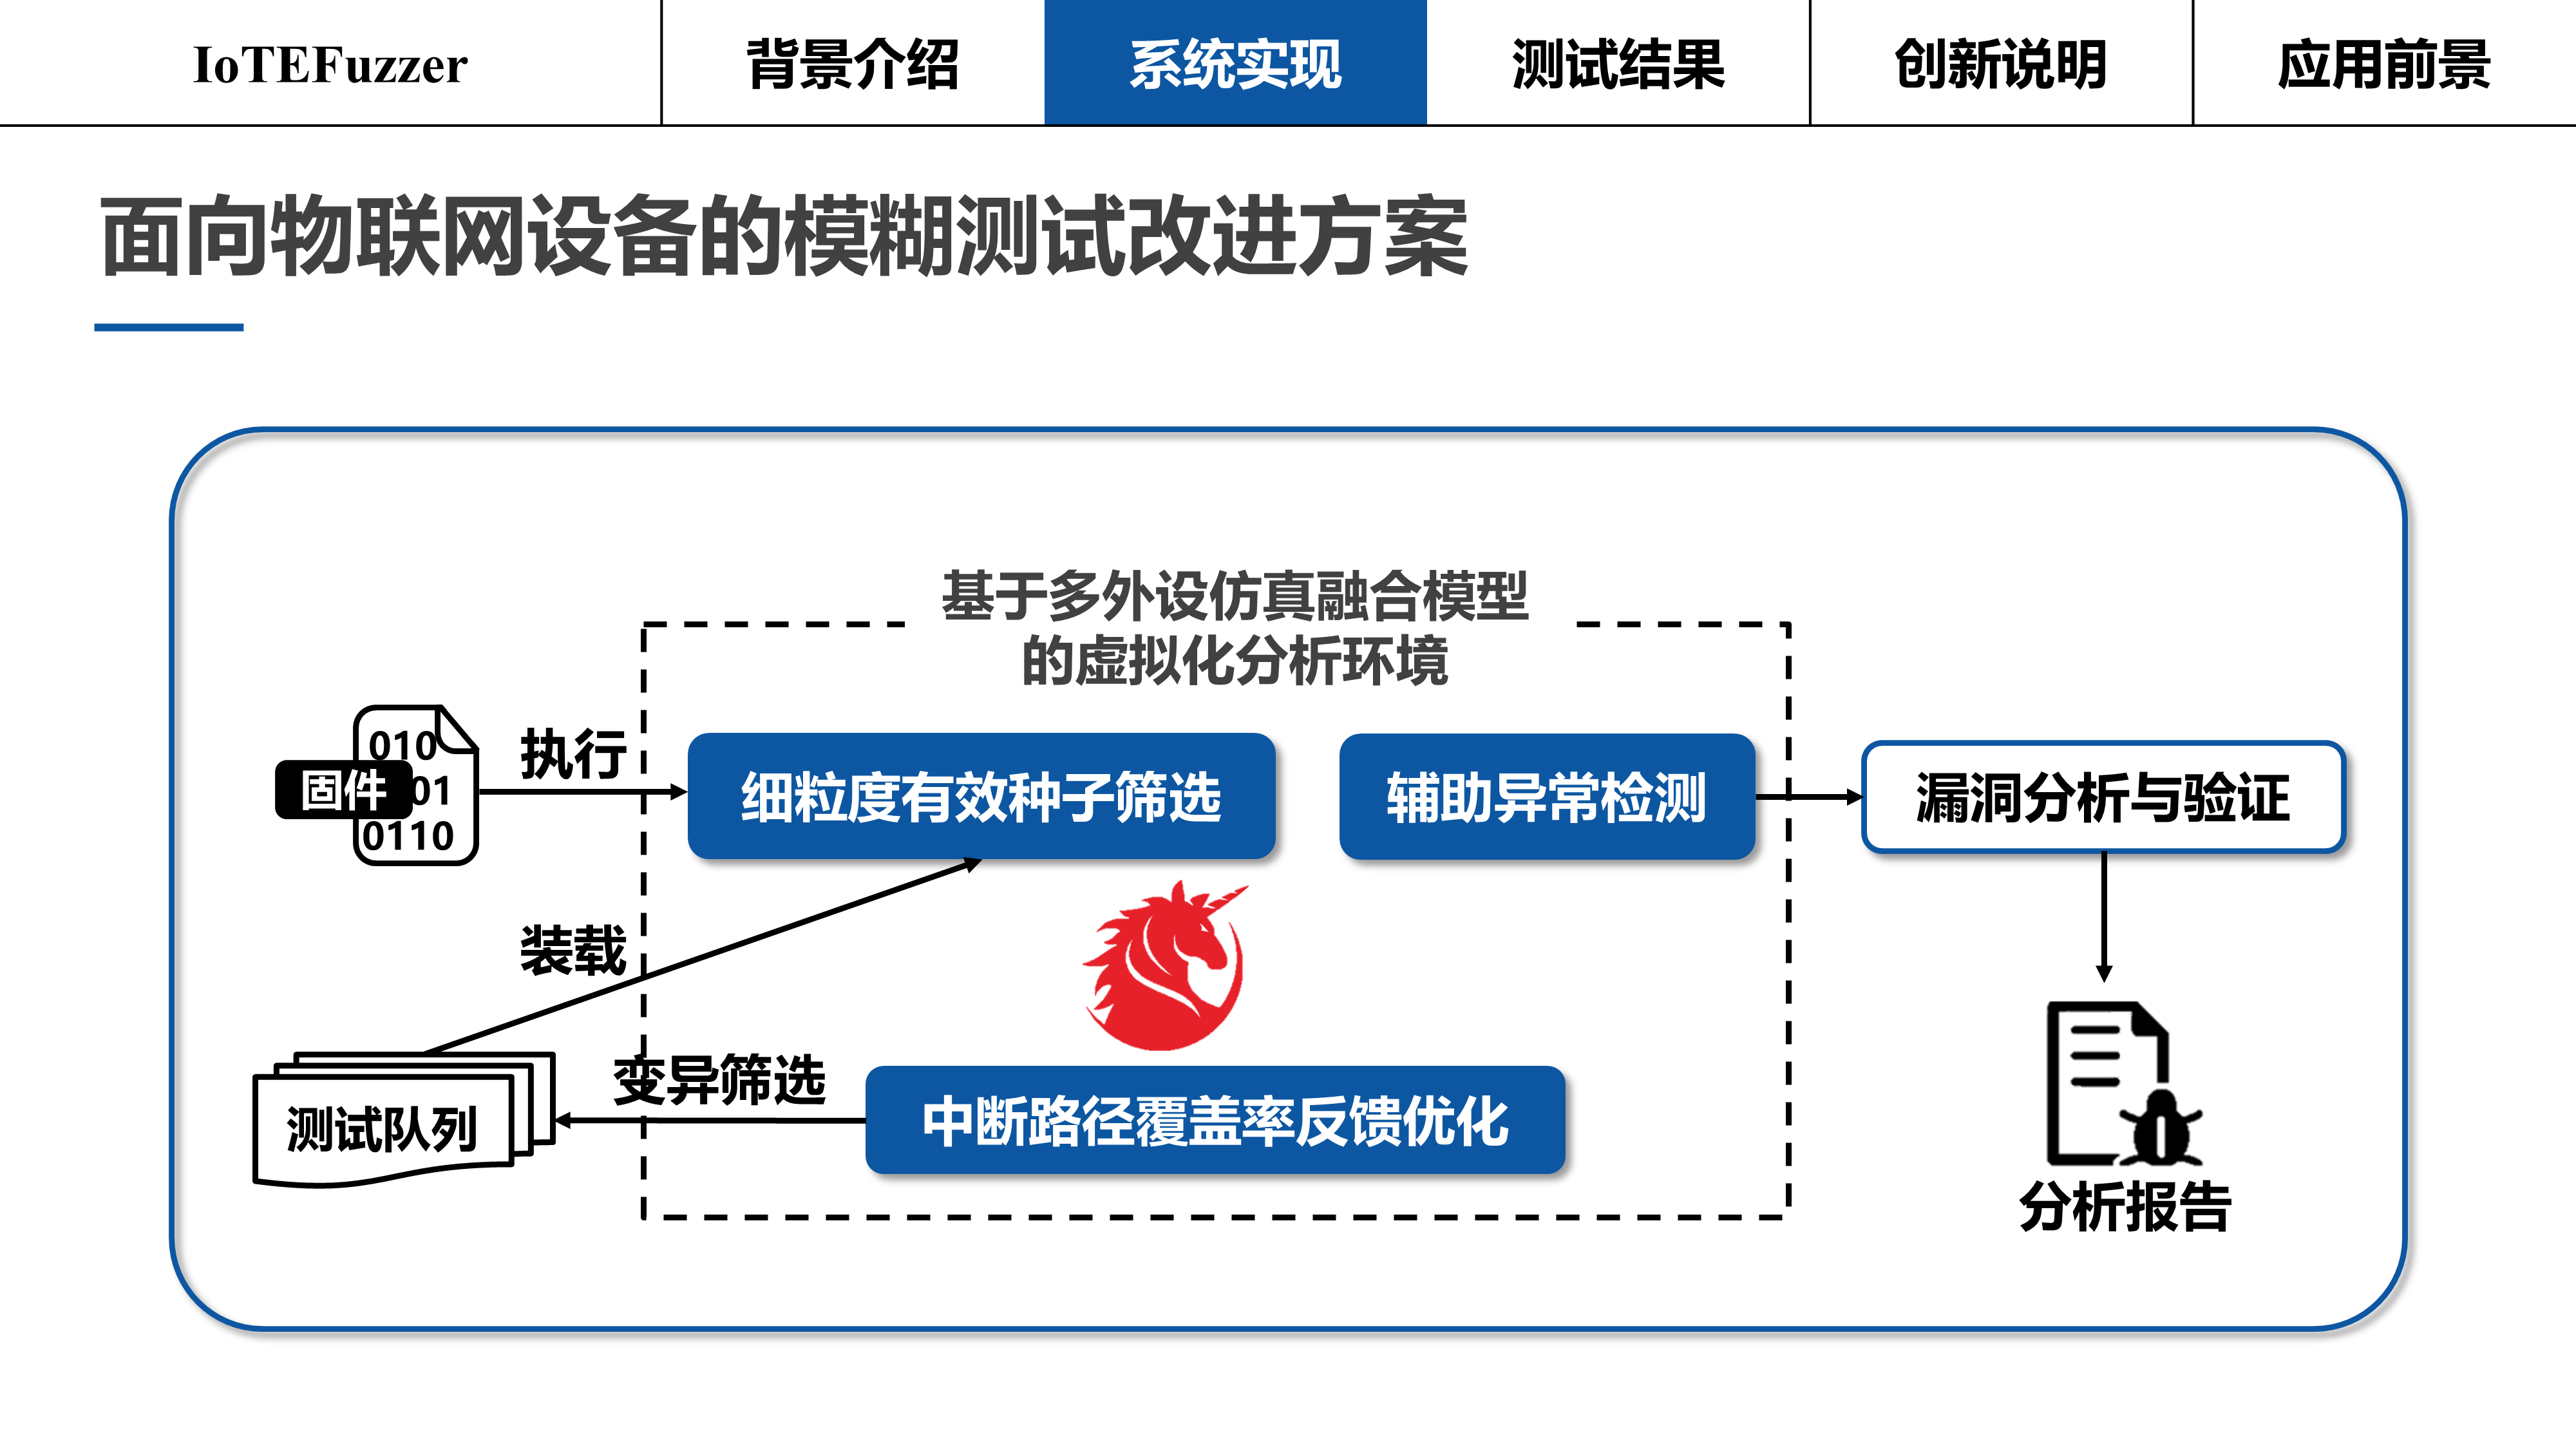 IoTEFuzzer
背景介绍
系统实现
测试结果
创新说明
应用前景
面向物联网设备的模糊测试改进方案
基于多外设仿真融合模型
的虚拟化分析环境
010
固件
01
0110
执行
细粒度有效种子筛选
辅助异常检测
漏洞分析与验证
装载
变异筛选
测试队列
中断路径覆盖率反馈优化
分析报告